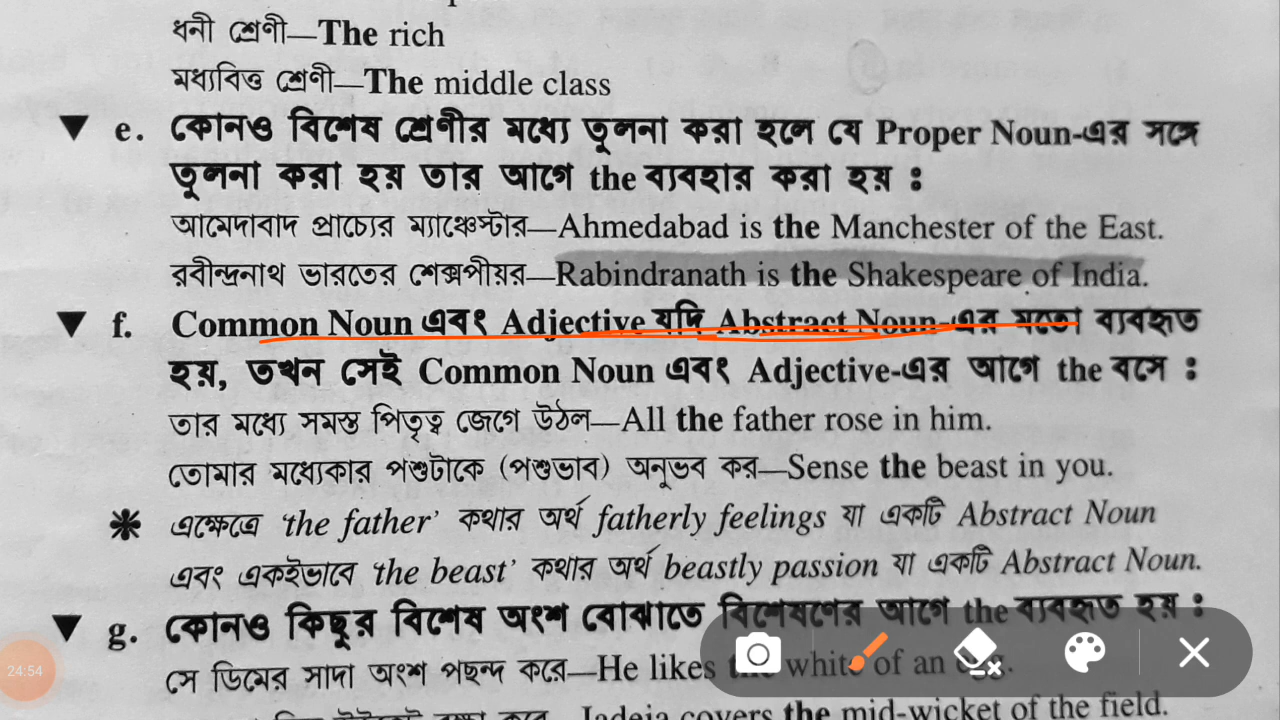 ধনী শ্রেণী—The rich
মধ্যবিত্ত শ্রেণী—The middle class
▼ e. কোনও বিশেষ শ্রেণীর মধ্যে তুলনা করা হলে যে Proper Noun-এর সঙ্গে
তুলনা করা হয় তার আগে the ব্যবহার করা হয় :
আমেদাবাদ প্রাচ্যের ম্যাঞ্চেস্টার—Ahmedabad is the Manchester of the East.
রবীন্দ্রনাথ ভারতের শেক্সপীয়র—Rabindranath is the Shakespeare of India.
▼ f. Common Noun এবং Adjective যদি Abstract Noun-এর মতো ব্যবহৃত
হয়, তখন সেই Common Noun এবং Adjective-এর আগে the বসে :
তার মধ্যে সমস্ত পিতৃত্ব জেগে উঠল—All the father rose in him.
তোমার মধ্যেকার পশুটাকে (পশুভাব) অনুভব কর—Sense the beast in you.
* এক্ষেত্রে ‘the father’ কথার অর্থ fatherly feelings যা একটি Abstract Noun
এবং একইভাবে ‘the beast’ কথার অর্থ beastly passion যা একটি Abstract Noun.
▼ g. কোনও কিছুর বিশেষ অংশ বোঝাতে বিশেষণের আগে the ব্যবহৃত হয় :
সে ডিমের সাদা অংশ পছন্দ করে—He likes the white of an egg.
Jadeja covers the mid-wicket of the field.
24:54